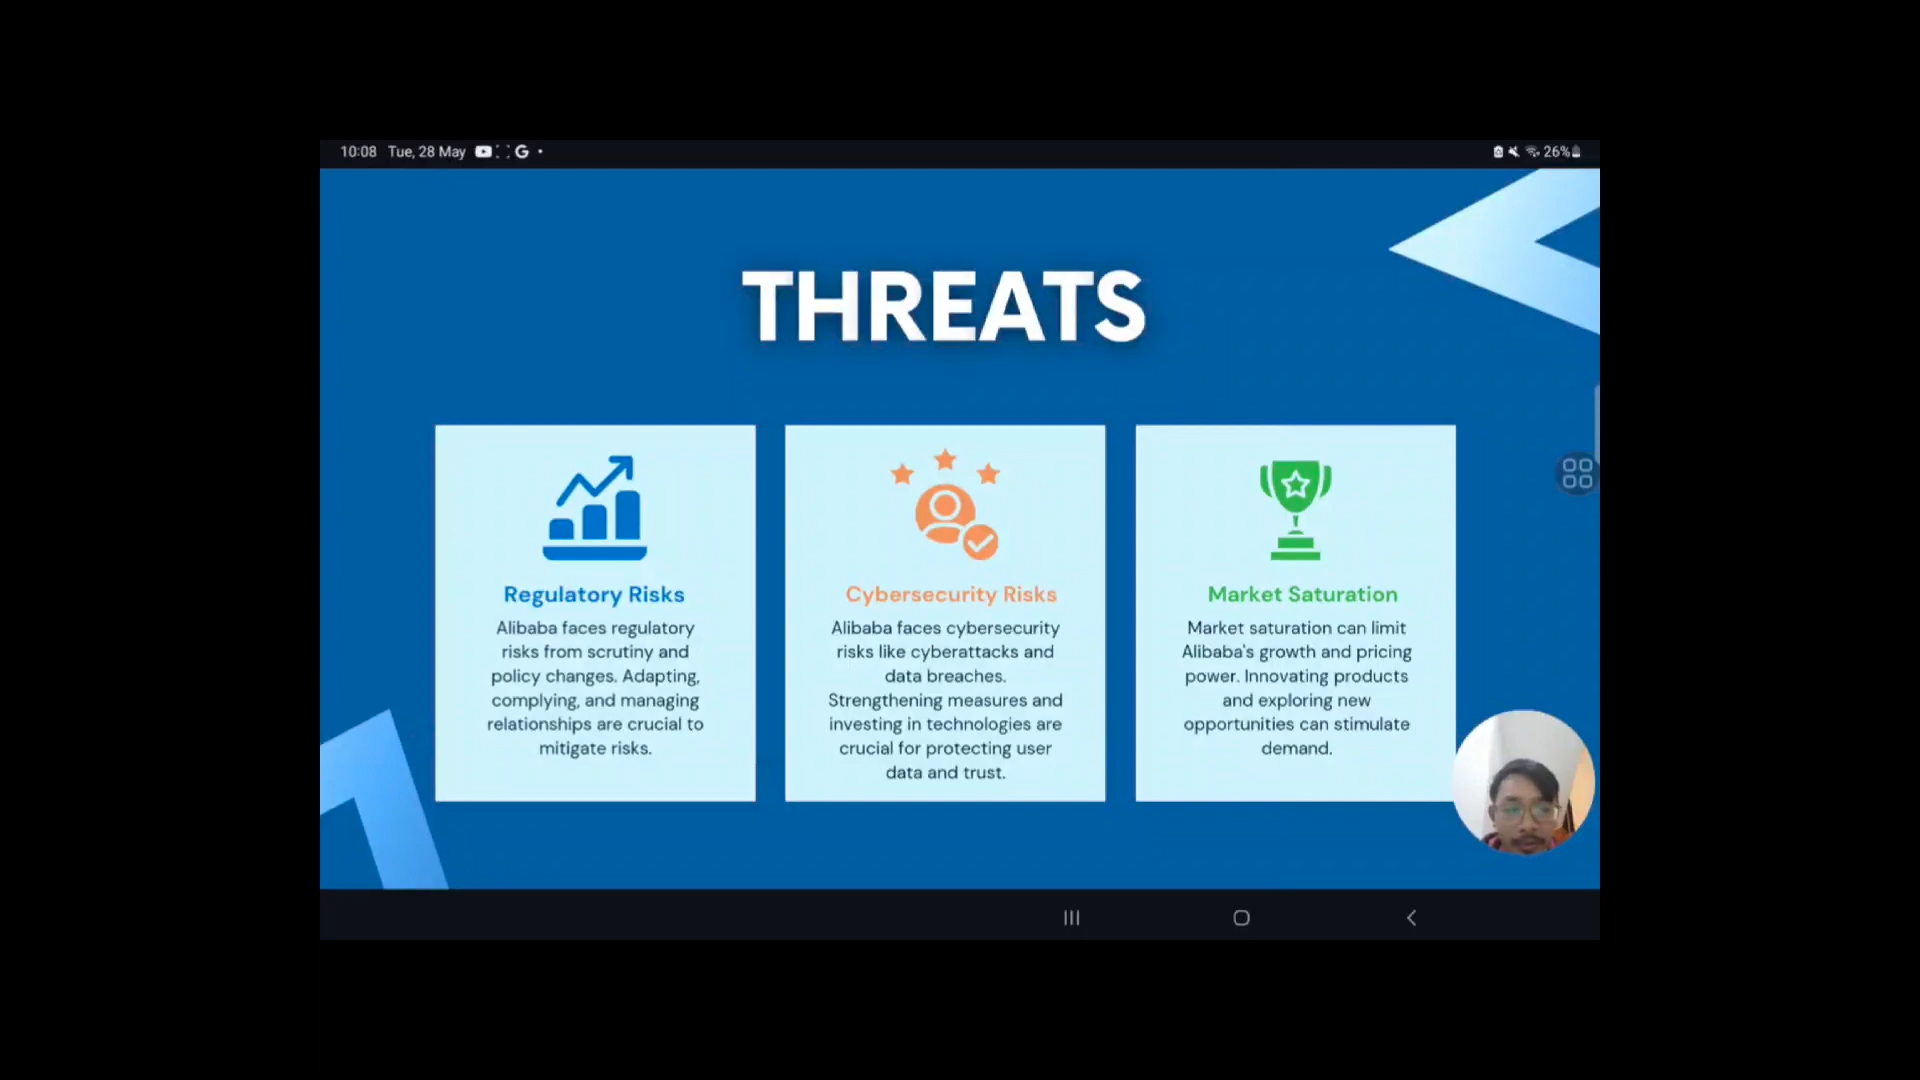 10:08 Tue, 28 May
26%
THREATS
Regulatory Risks
Alibaba faces regulatory
risks from scrutiny and
policy changes. Adapting,
complying, and managing
relationships are crucial to
mitigate risks.
Cybersecurity Risks
Alibaba faces cybersecurity
risks like cyberattacks and
data breaches.
Strengthening measures and
investing in technologies are
crucial for protecting user
data and trust.
Market Saturation
Market saturation can limit
Alibaba's growth and pricing
power. Innovating products
and exploring new
opportunities can stimulate
demand.